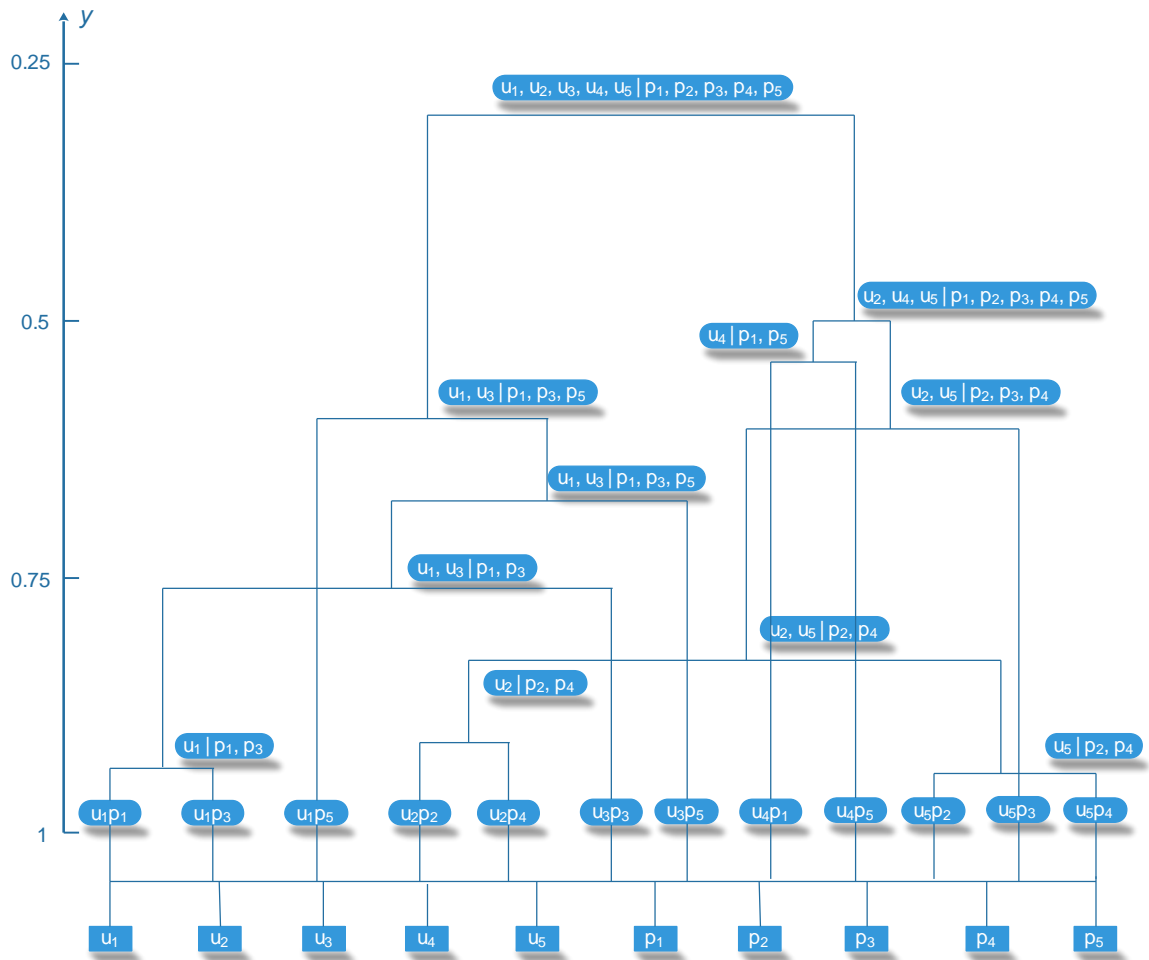 y
0.25
u₁, u₂, u₃, u₄, u₅ | p₁, p₂, p₃, p₄, p₅
u₂, u₄, u₅ | p₁, p₂, p₃, p₄, p₅
0.5
u₄ | p₁, p₅
u₁, u₃ | p₁, p₃, p₅
u₂, u₅ | p₂, p₃, p₄
u₁, u₃ | p₁, p₃, p₅
u₁, u₃ | p₁, p₃
0.75
u₂, u₅ | p₂, p₄
u₂ | p₂, p₄
u₁ | p₁, p₃
u₅ | p₂, p₄
u₁p₁ u₁p₃ u₁p₅ u₂p₂ u₂p₄ u₃p₃ u₃p₅ u₄p₁ u₄p₅ u₅p₂ u₅p₃ u₅p₄
1
u₁ u₂ u₃ u₄ u₅ p₁ p₂ p₃ p₄ p₅